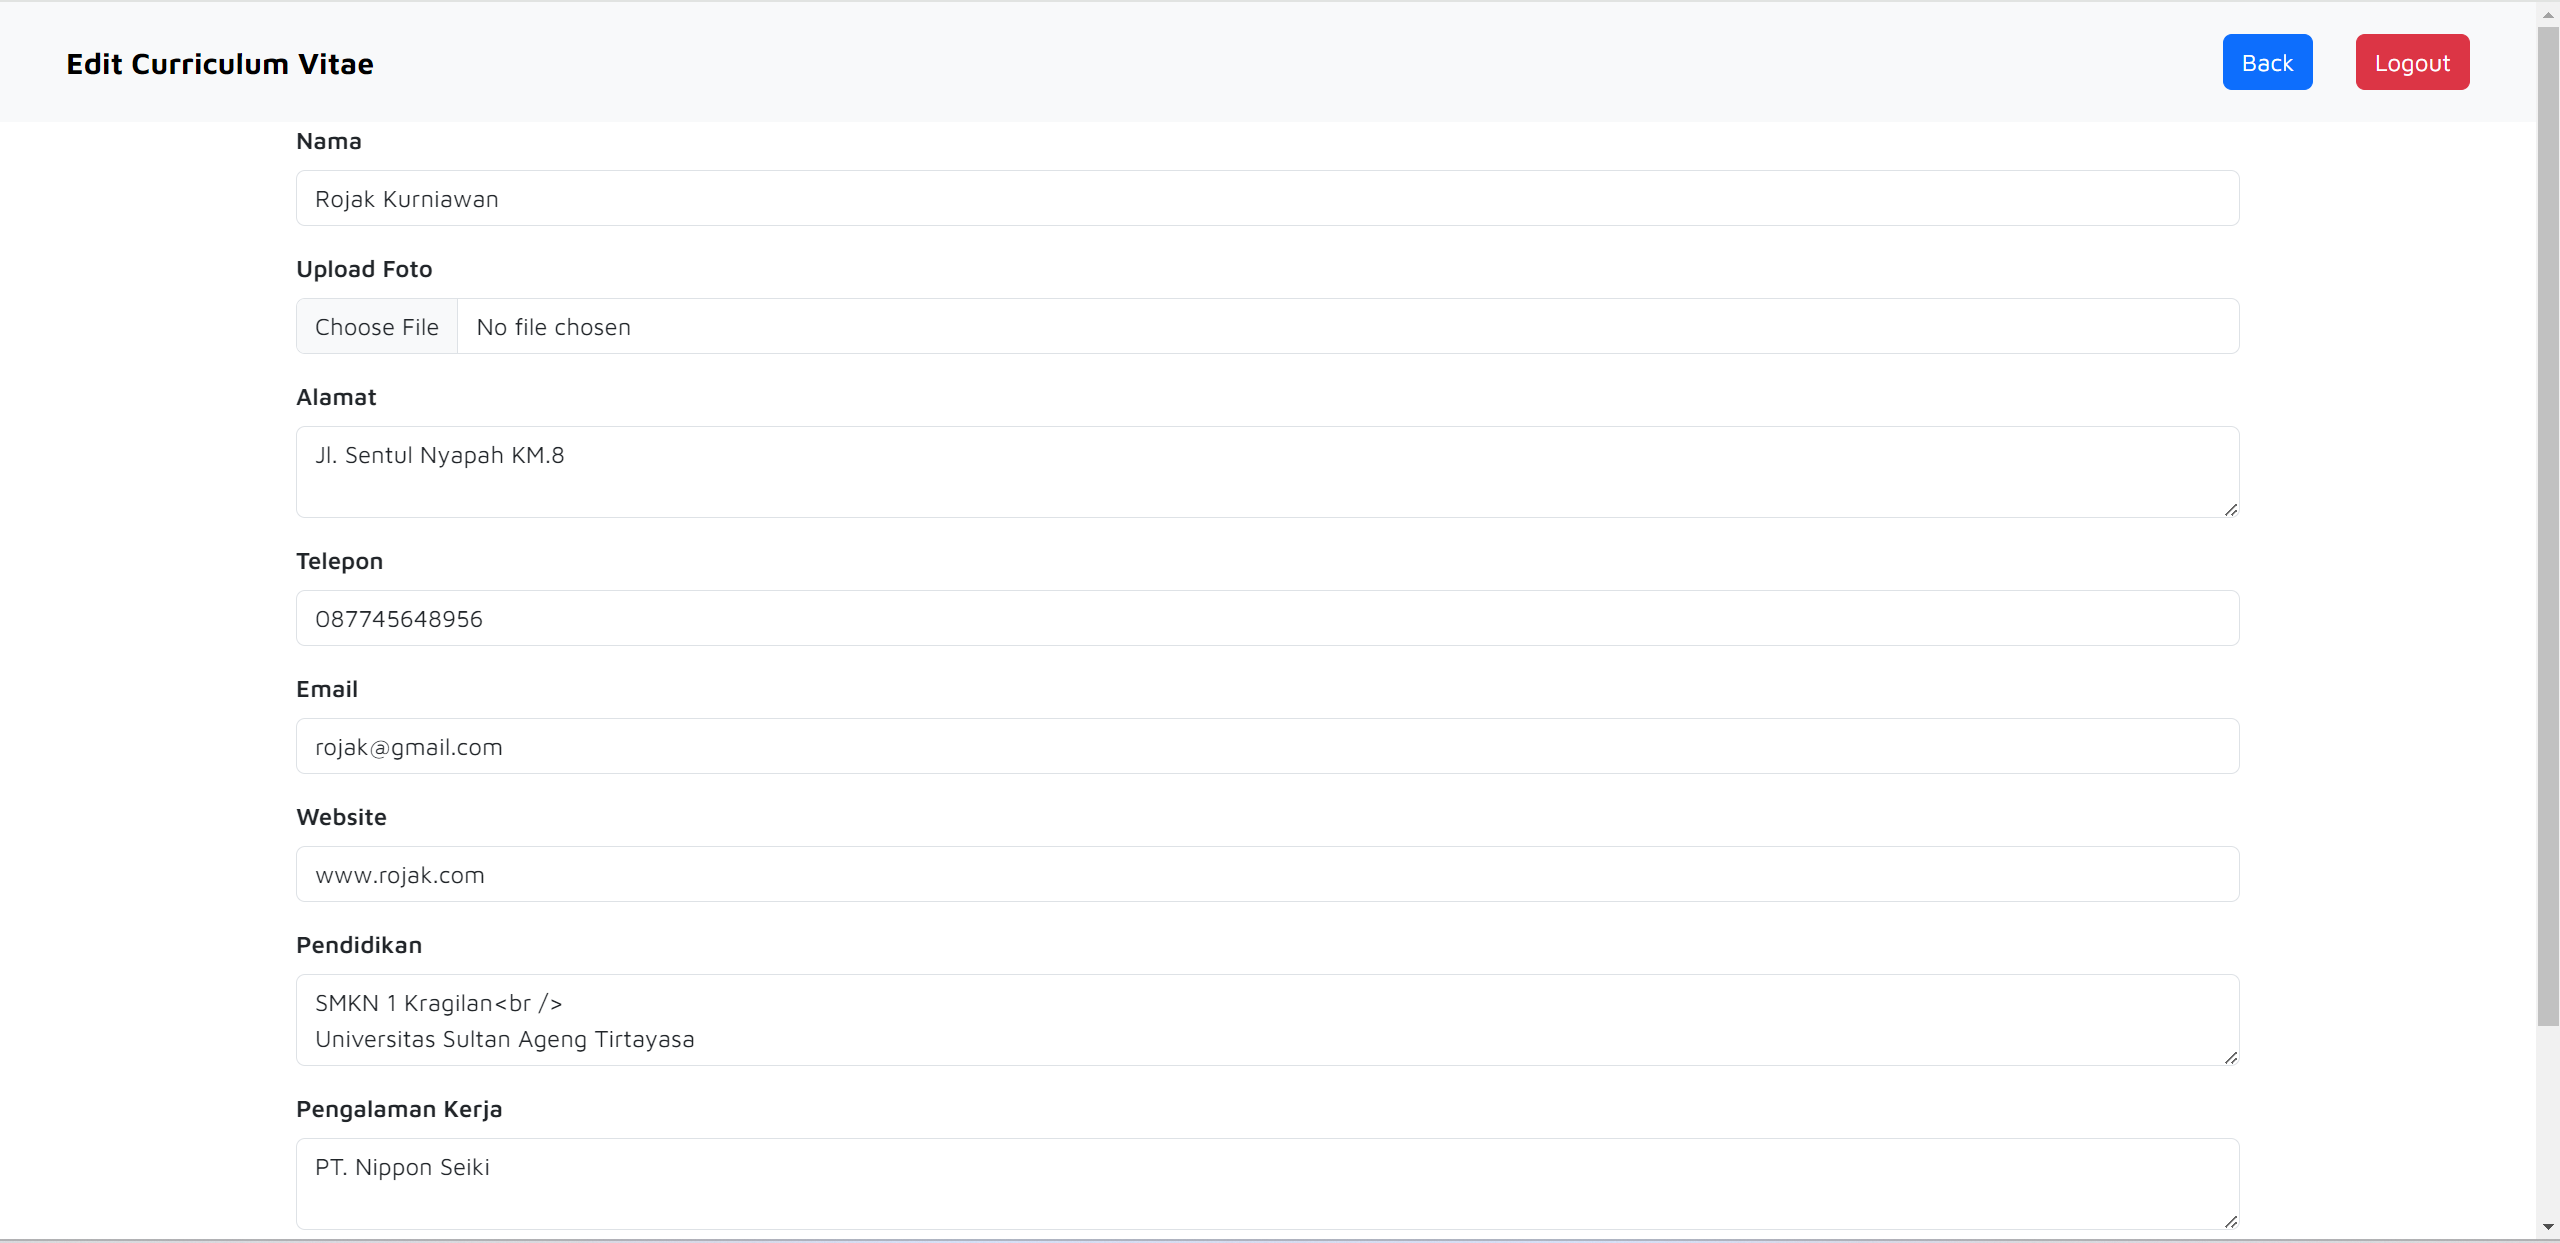 Edit Curriculum Vitae
Back
Logout
Nama
Rojak Kurniawan
Upload Foto
Choose File
No file chosen
Alamat
Jl. Sentul Nyapah KM.8
Telepon
087745648956
Email
rojak@gmail.com
Website
www.rojak.com
Pendidikan
SMKN 1 Kragilan<br />
Universitas Sultan Ageng Tirtayasa
Pengalaman Kerja
PT. Nippon Seiki